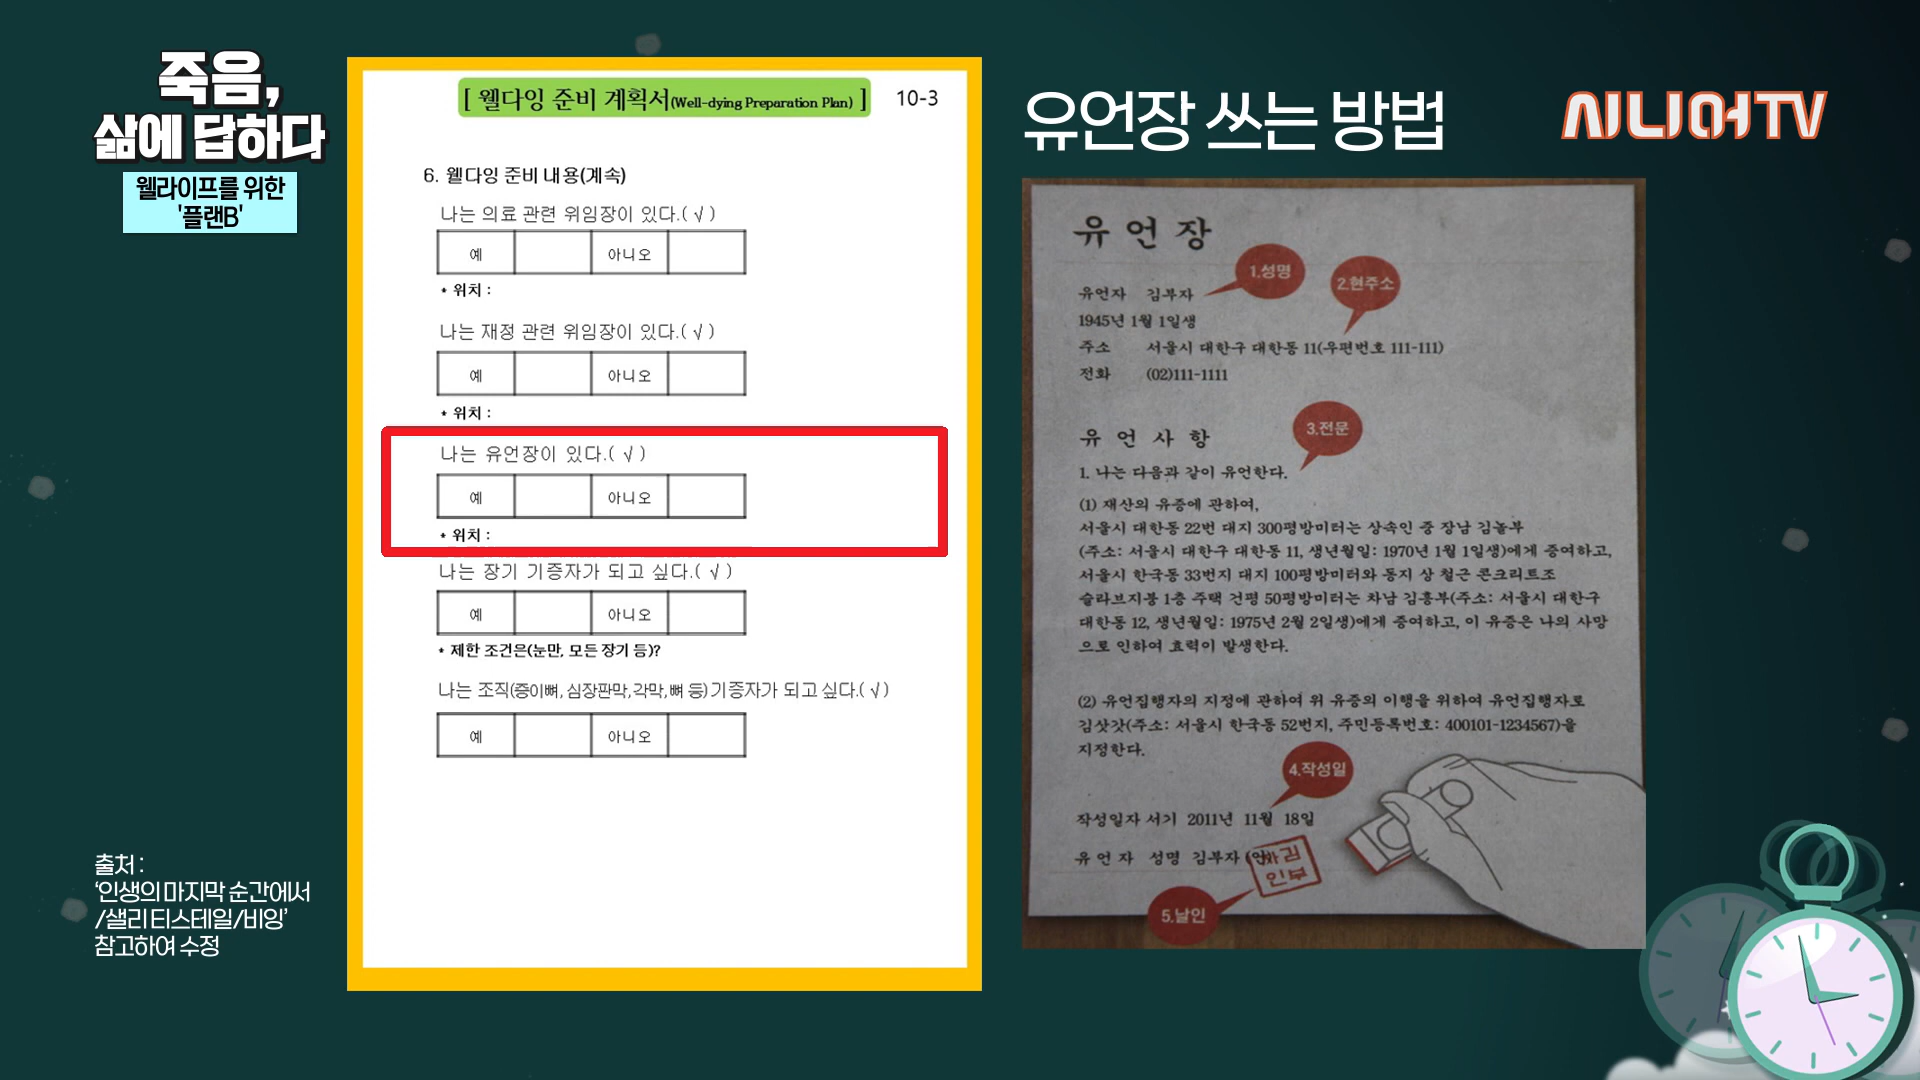 죽음,
삶에 답하다
웰라이프를 위한
'플랜B'
[ 웰다잉 준비 계획서(Well-dying Preparation Plan) ]
10-3
6. 웰다잉 준비 내용(계속)
나는 의료 관련 위임장이 있다.( √ )
예 아니오
* 위치 :
나는 재정 관련 위임장이 있다.( √ )
예 아니오
* 위치 :
나는 유언장이 있다.( √ )
예 아니오
* 위치 :
나는 장기 기증자가 되고 싶다.( √ )
예 아니오
* 제한 조건은(눈만, 모든 장기 등)?
나는 조직(중이뼈, 심장판막, 각막, 뼈 등)기증자가 되고 싶다.( √ )
예 아니오
유언장 쓰는 방법
시니어TV
유 언 장
1.성명
2.현주소
유언자 김부자
1945년 1월 1일생
주소 서울시 대한구 대한동 11(우편번호 111-111)
전화 (02)111-1111
3.전문
유 언 사 항
1. 나는 다음과 같이 유언한다.
(1) 재산의 유증에 관하여,
서울시 대한동 22번 대지 300평방미터는 상속인 중 장남 김놀부
(주소: 서울시 대한구 대한동 11, 생년월일: 1970년 1월 1일생)에게 증여하고,
서울시 한국동 33번지 대지 100평방미터와 동지 상 철근 콘크리트조
슬라브지붕 1층 주택 건평 50평방미터는 차남 김흥부(주소: 서울시 대한구
대한동 12, 생년월일: 1975년 2월 2일생)에게 증여하고, 이 유증은 나의 사망
으로 인하여 효력이 발생한다.
(2) 유언집행자의 지정에 관하여 위 유증의 이행을 위하여 유언집행자로
김삿갓(주소: 서울시 한국동 52번지, 주민등록번호: 400101-1234567)을
지정한다.
4.작성일
작성일자 서기 2011년 11월 18일
유 언 자 성명 김부자 (인)
5.날인
출처 :
'인생의 마지막 순간에서
/샐리 티스테일/비잉'
참고하여 수정